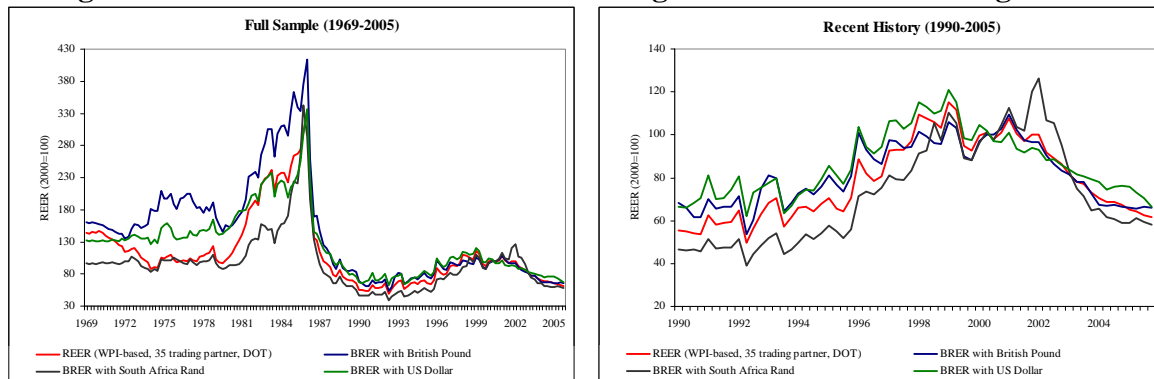 Full Sample (1969-2005)
REER (2000=100)
430
380
330
280
230
180
130
80
30
1969 1972 1975 1978 1981 1984 1987 1990 1993 1996 1999 2002 2005
REER (WPI-based, 35 trading partner, DOT)
BRER with British Pound
BRER with South Africa Rand
BRER with US Dollar
Recent History (1990-2005)
REER (2000=100)
140
120
100
80
60
40
20
1990 1992 1994 1996 1998 2000 2002 2004
REER (WPI-based, 35 trading partner, DOT)
BRER with British Pound
BRER with South Africa Rand
BRER with US Dollar